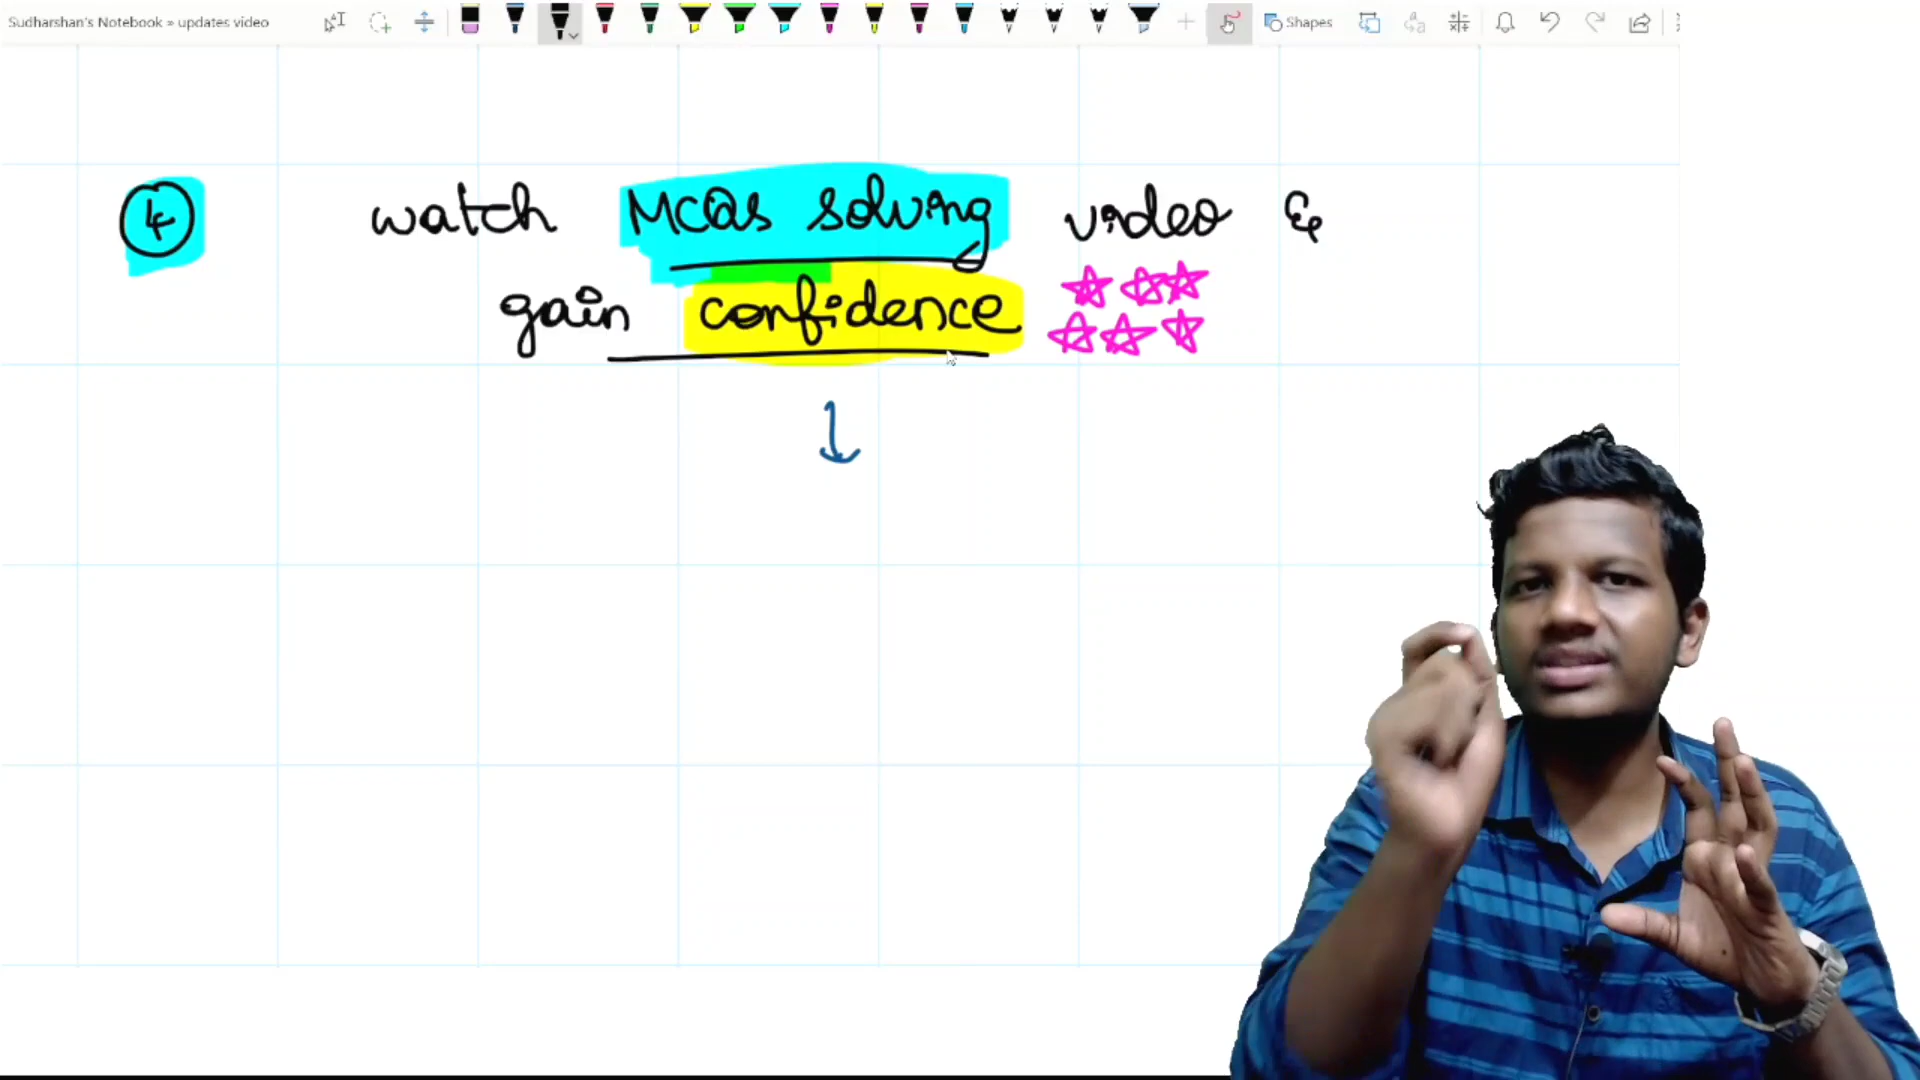 Sudharshan's Notebook » updates video
Shapes
④ watch MCQs solving video &
gain confidence